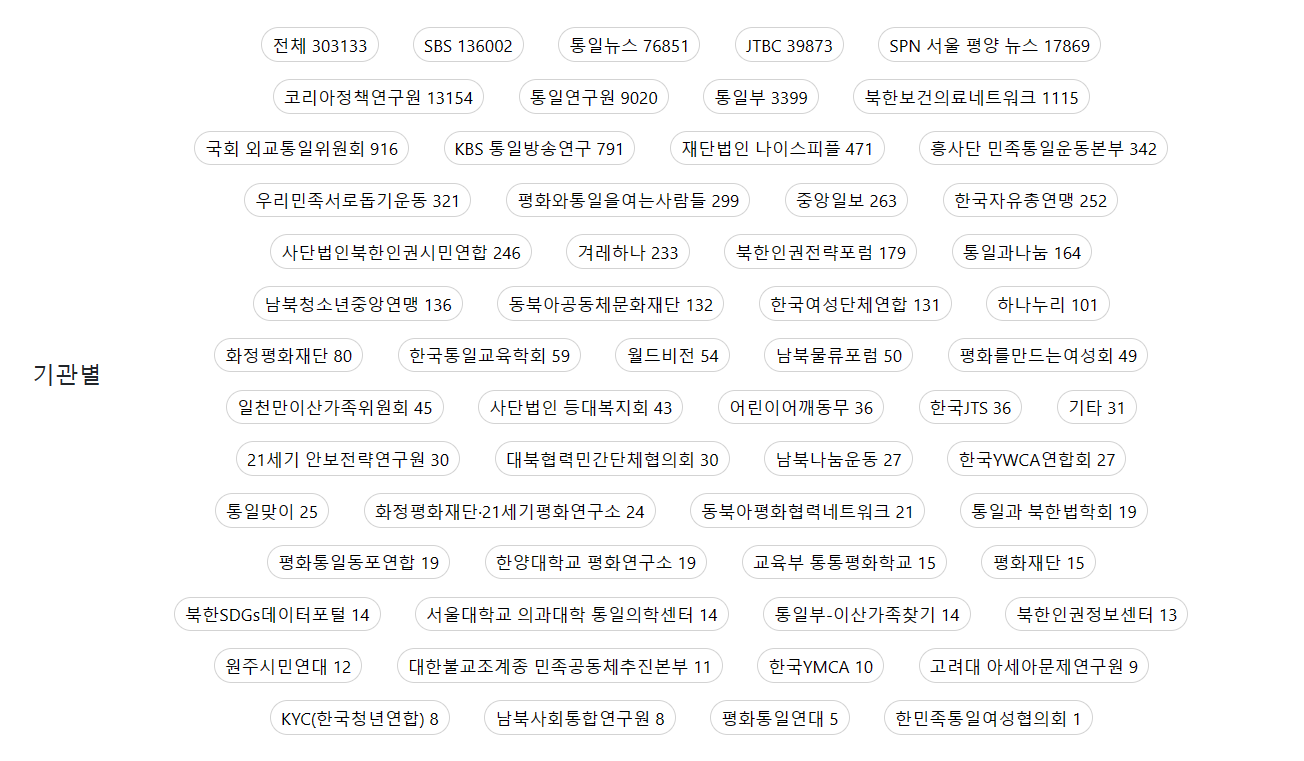 전체 303133 SBS 136002 통일뉴스 76851 JTBC 39873 SPN 서울 평양 뉴스 17869
코리아정책연구원 13154 통일연구원 9020 통일부 3399 북한보건의료네트워크 1115
국회 외교통일위원회 916 KBS 통일방송연구 791 재단법인 나이스피플 471 흥사단 민족통일운동본부 342
우리민족서로돕기운동 321 평화와통일을여는사람들 299 중앙일보 263 한국자유총연맹 252
사단법인북한인권시민연합 246 겨레하나 233 북한인권전략포럼 179 통일과나눔 164
남북청소년중앙연맹 136 동북아공동체문화재단 132 한국여성단체연합 131 하나누리 101
화정평화재단 80 한국통일교육학회 59 월드비전 54 남북물류포럼 50 평화를만드는여성회 49
기관별
일천만이산가족위원회 45 사단법인 등대복지회 43 어린이어깨동무 36 한국JTS 36 기타 31
21세기 안보전략연구원 30 대북협력민간단체협의회 30 남북나눔운동 27 한국YWCA연합회 27
통일맞이 25 화정평화재단·21세기평화연구소 24 동북아평화협력네트워크 21 통일과 북한법학회 19
평화통일동포연합 19 한양대학교 평화연구소 19 교육부 통통평화학교 15 평화재단 15
북한SDGs데이터포털 14 서울대학교 의과대학 통일의학센터 14 통일부-이산가족찾기 14 북한인권정보센터 13
원주시민연대 12 대한불교조계종 민족공동체추진본부 11 한국YMCA 10 고려대 아세아문제연구원 9
KYC(한국청년연합) 8 남북사회통합연구원 8 평화통일연대 5 한민족통일여성협의회 1